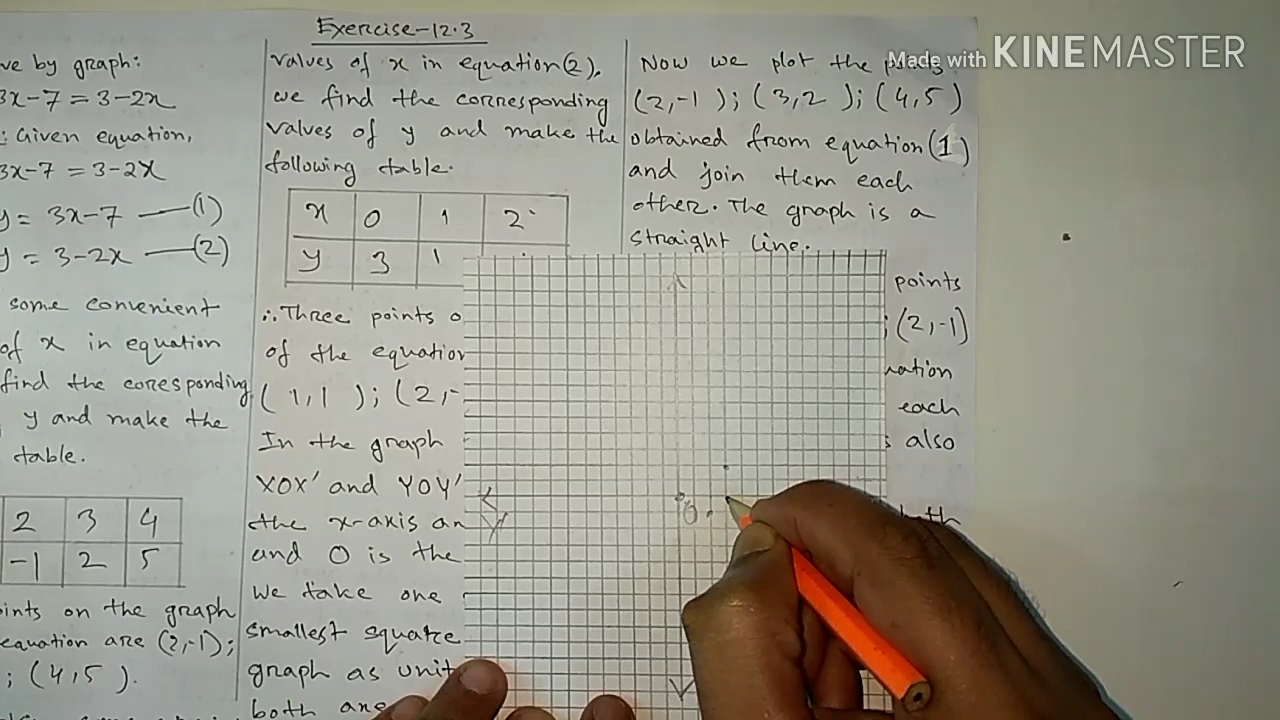 Exercise-12.3
Made with KINEMASTER
ve by graph:
3x-7 = 3-2x
: Given equation,
3x-7 = 3-2x
y = 3x-7 —(1)
y = 3-2x —(2)
some convenient
of x in equation
find the corresponding
y and make the
table.
2 3 4
-1 2 5
points on the graph
equation are (2,-1);
; (4,5).
values of x in equation(2).
we find the corresponding
values of y and make the
following table.
x 0 1 2
y 3 1
∴Three points o
of the equation
(1,1); (2,-
In the graph
XOX' and YOY'
the x-axis an
and O is the
we take one
smallest square
graph as unit
both
Now we plot the points
(2,-1); (3,2); (4,5)
obtained from equation (1)
and join them each
other. The graph is a
straight line.
points
;(2,-1)
each
also
O